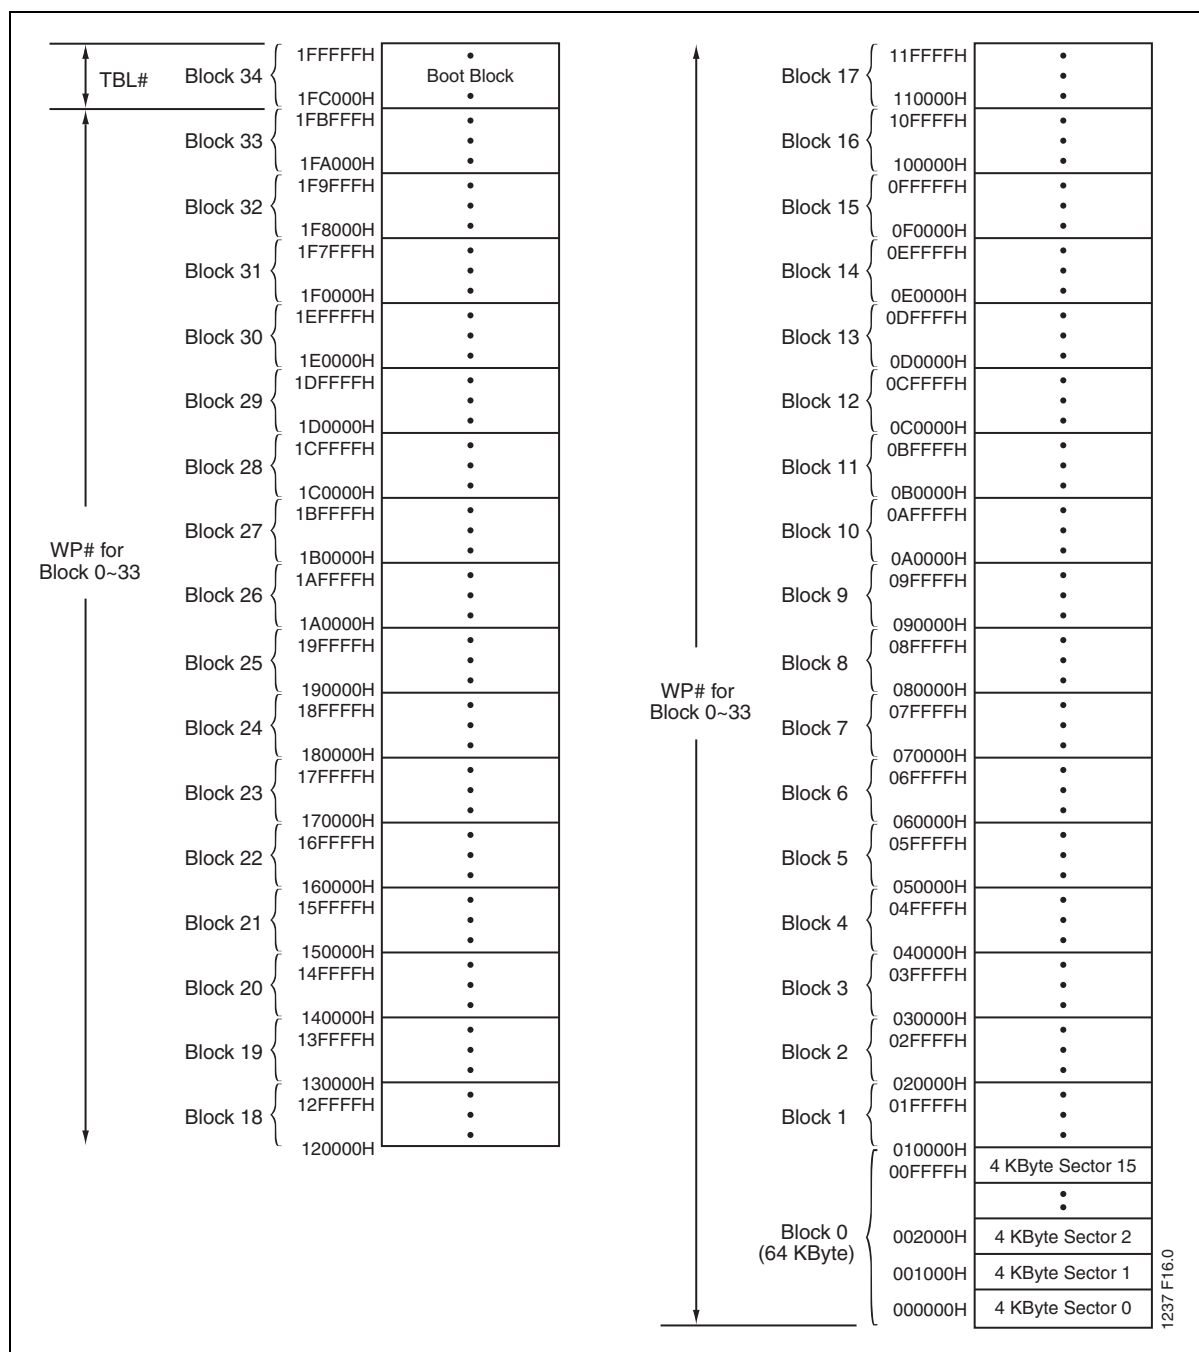 TBL#
Block 34
1FFFFFH
Boot Block
1FC000H
Block 33
1FBFFFH
1FA000H
Block 32
1F9FFFH
1F8000H
Block 31
1F7FFFH
1F0000H
Block 30
1EFFFFH
1E0000H
Block 29
1DFFFFH
1D0000H
Block 28
1CFFFFH
1C0000H
Block 27
1BFFFFH
1B0000H
WP# for
Block 0~33
Block 26
1AFFFFH
1A0000H
Block 25
19FFFFH
190000H
Block 24
18FFFFH
180000H
Block 23
17FFFFH
170000H
Block 22
16FFFFH
160000H
Block 21
15FFFFH
150000H
Block 20
14FFFFH
140000H
Block 19
13FFFFH
130000H
Block 18
12FFFFH
120000H
Block 17
11FFFFH
110000H
Block 16
10FFFFH
100000H
Block 15
0FFFFFH
0F0000H
Block 14
0EFFFFH
0E0000H
Block 13
0DFFFFH
0D0000H
Block 12
0CFFFFH
0C0000H
Block 11
0BFFFFH
0B0000H
Block 10
0AFFFFH
0A0000H
Block 9
09FFFFH
090000H
Block 8
08FFFFH
080000H
WP# for
Block 0~33
Block 7
07FFFFH
070000H
Block 6
06FFFFH
060000H
Block 5
05FFFFH
050000H
Block 4
04FFFFH
040000H
Block 3
03FFFFH
030000H
Block 2
02FFFFH
020000H
Block 1
01FFFFH
010000H
00FFFFH
4 KByte Sector 15
Block 0
(64 KByte)
002000H
4 KByte Sector 2
001000H
4 KByte Sector 1
000000H
4 KByte Sector 0
1237 F16.0